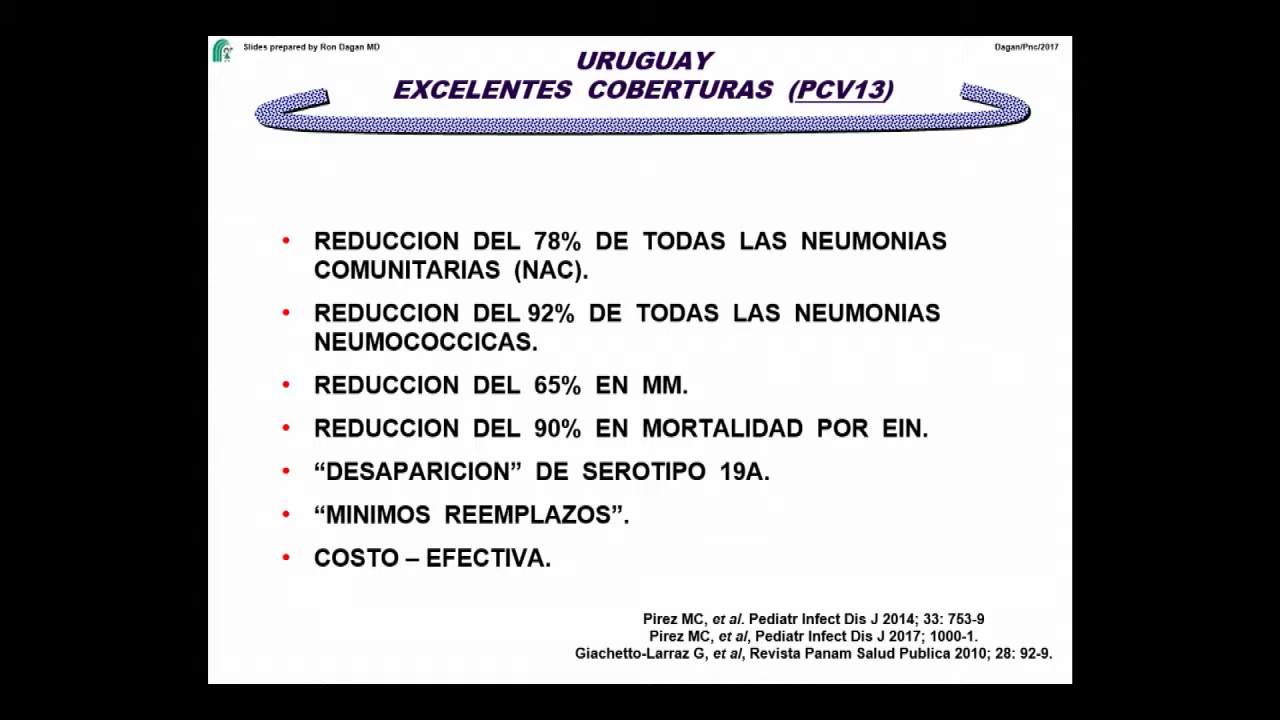 Slides prepared by Ron Dagan MD
Dagan/Pnc/2017
URUGUAY
EXCELENTES COBERTURAS (PCV13)
• REDUCCION DEL 78% DE TODAS LAS NEUMONIAS
COMUNITARIAS (NAC).
• REDUCCION DEL 92% DE TODAS LAS NEUMONIAS
NEUMOCOCCICAS.
• REDUCCION DEL 65% EN MM.
• REDUCCION DEL 90% EN MORTALIDAD POR EIN.
• “DESAPARICION” DE SEROTIPO 19A.
• “MINIMOS REEMPLAZOS”.
• COSTO – EFECTIVA.
Pirez MC, et al. Pediatr Infect Dis J 2014; 33: 753-9
Pirez MC, et al, Pediatr Infect Dis J 2017; 1000-1.
Giachetto-Larraz G, et al, Revista Panam Salud Publica 2010; 28: 92-9.